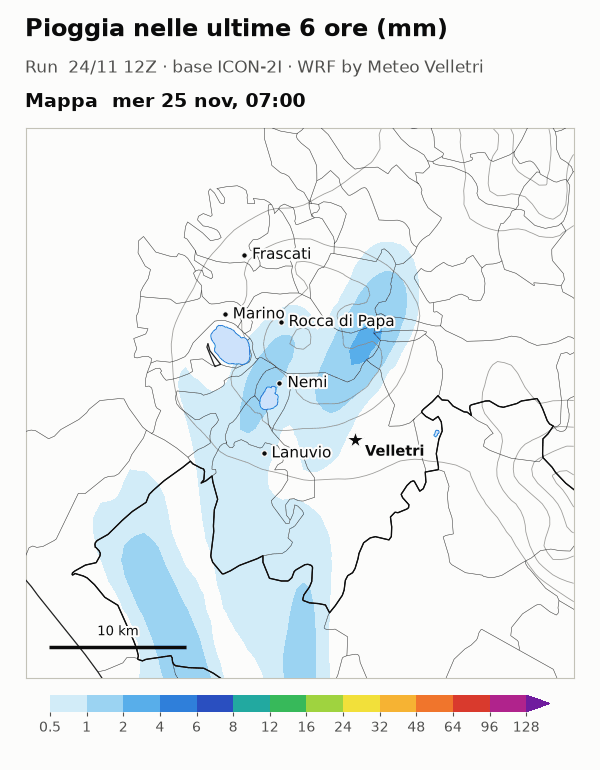 Pioggia nelle ultime 6 ore (mm)
Run  24/11 12Z · base ICON-2I · WRF by Meteo Velletri
Mappa  mer 25 nov, 07:00
Frascati
Marino
Rocca di Papa
Nemi
Velletri
Lanuvio
10 km
0.5 1 2 4 6 8 12 16 24 32 48 64 96 128